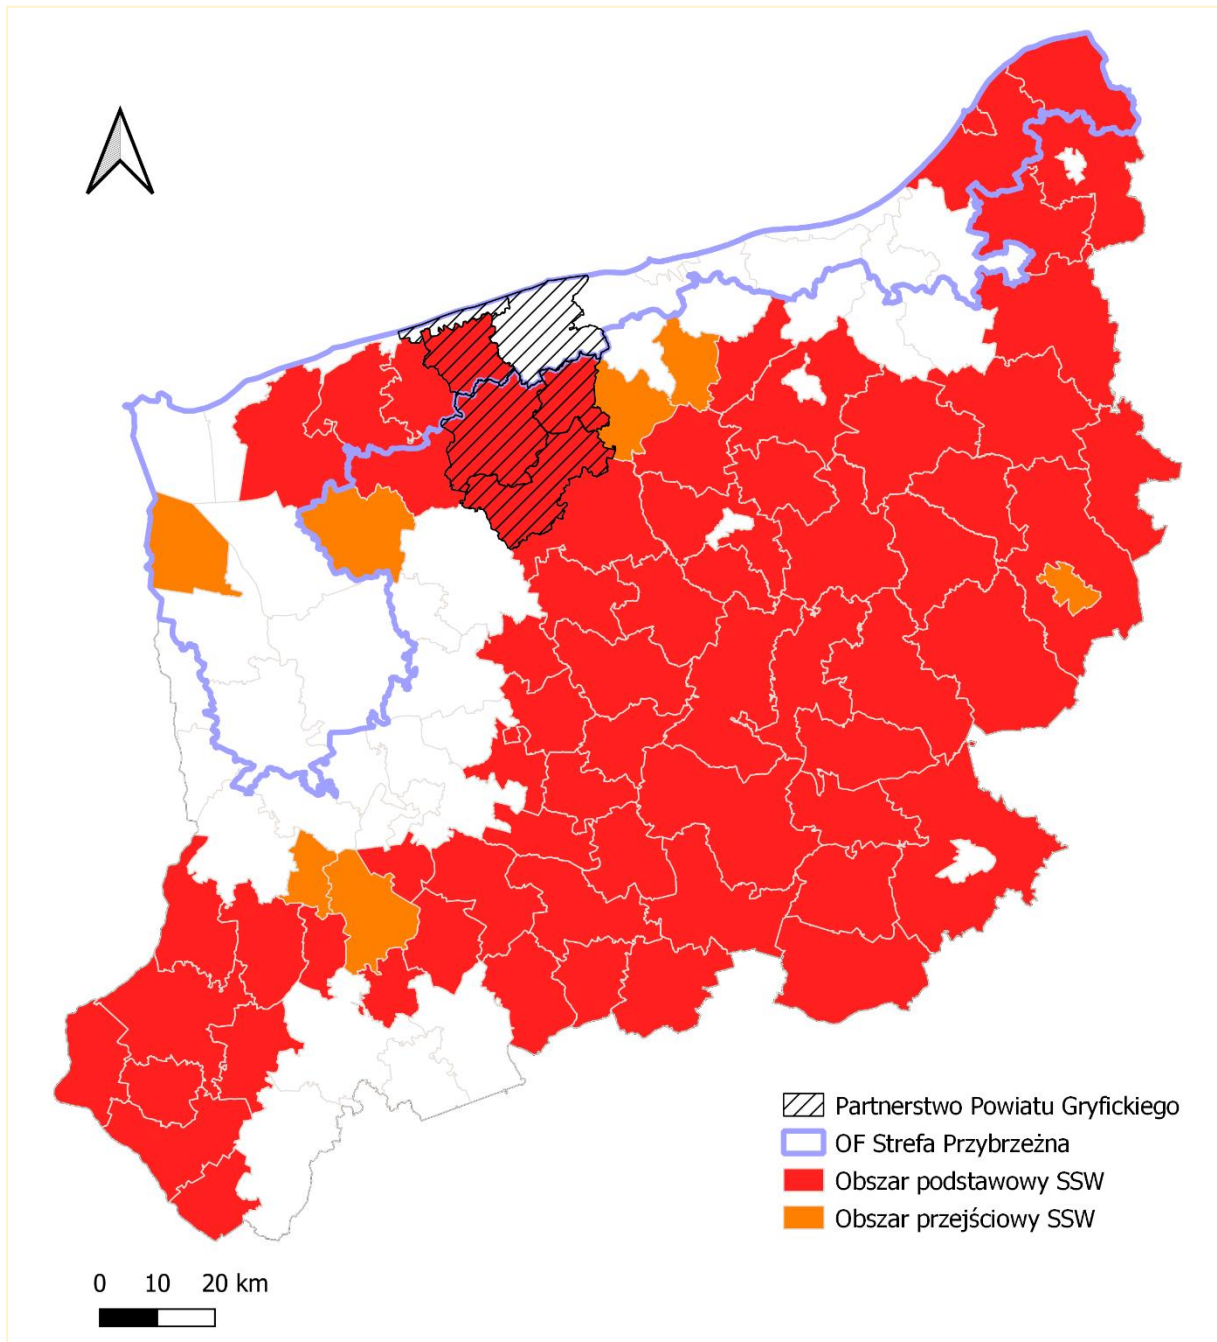 Partnerstwo Powiatu Gryfickiego
OF Strefa Przybrzeżna
Obszar podstawowy SSW
Obszar przejściowy SSW
0 10 20 km